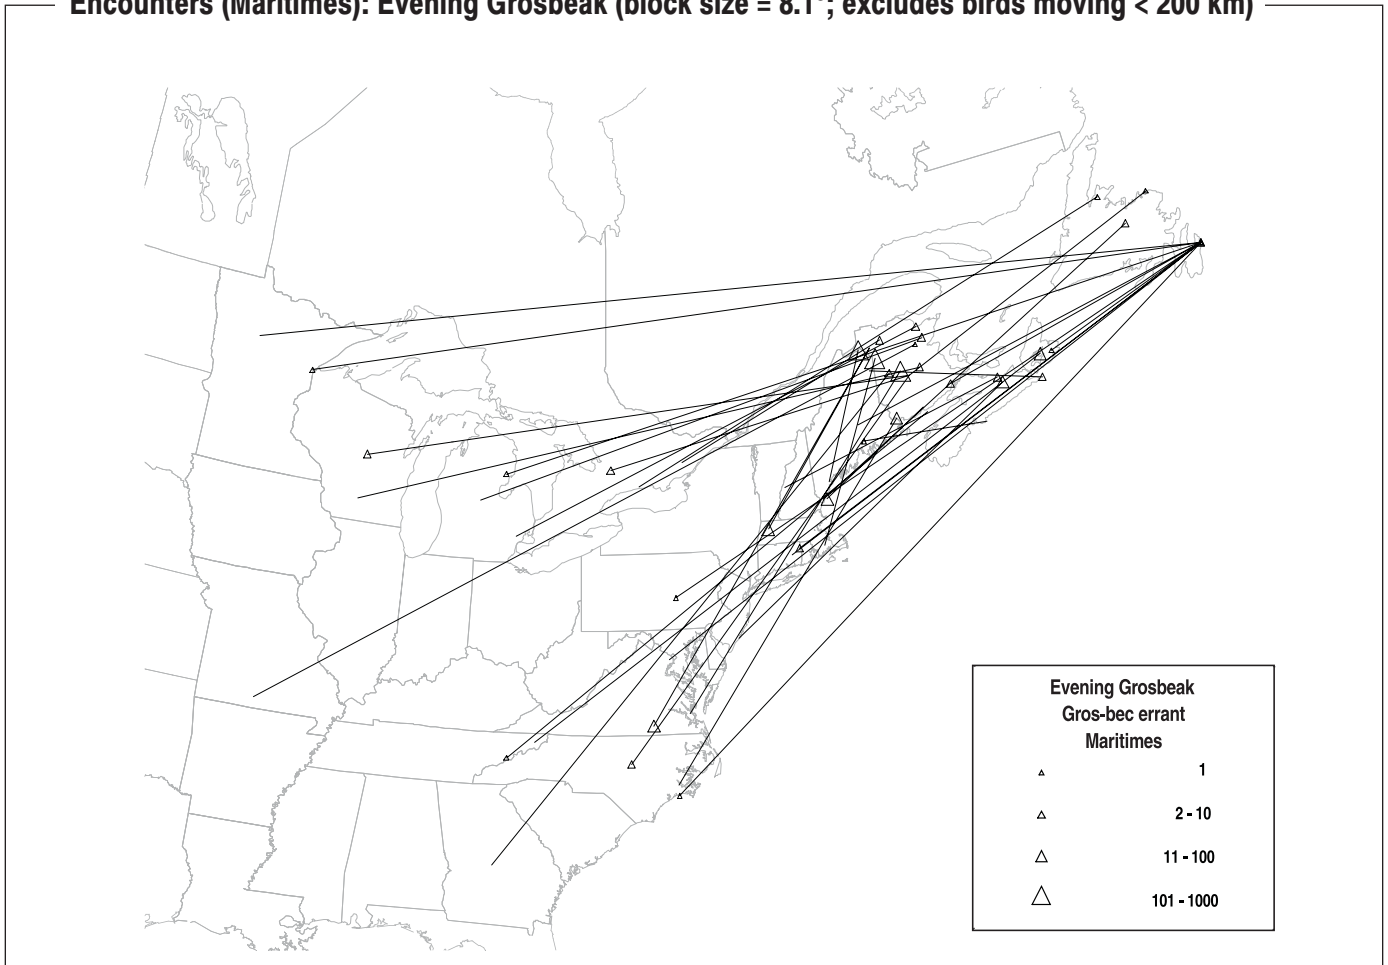 Encounters (Maritimes): Evening Grosbeak (block size = 8.1°; excludes birds moving < 200 km)
Evening Grosbeak
Gros-bec errant
Maritimes
1
2 - 10
11 - 100
101 - 1000